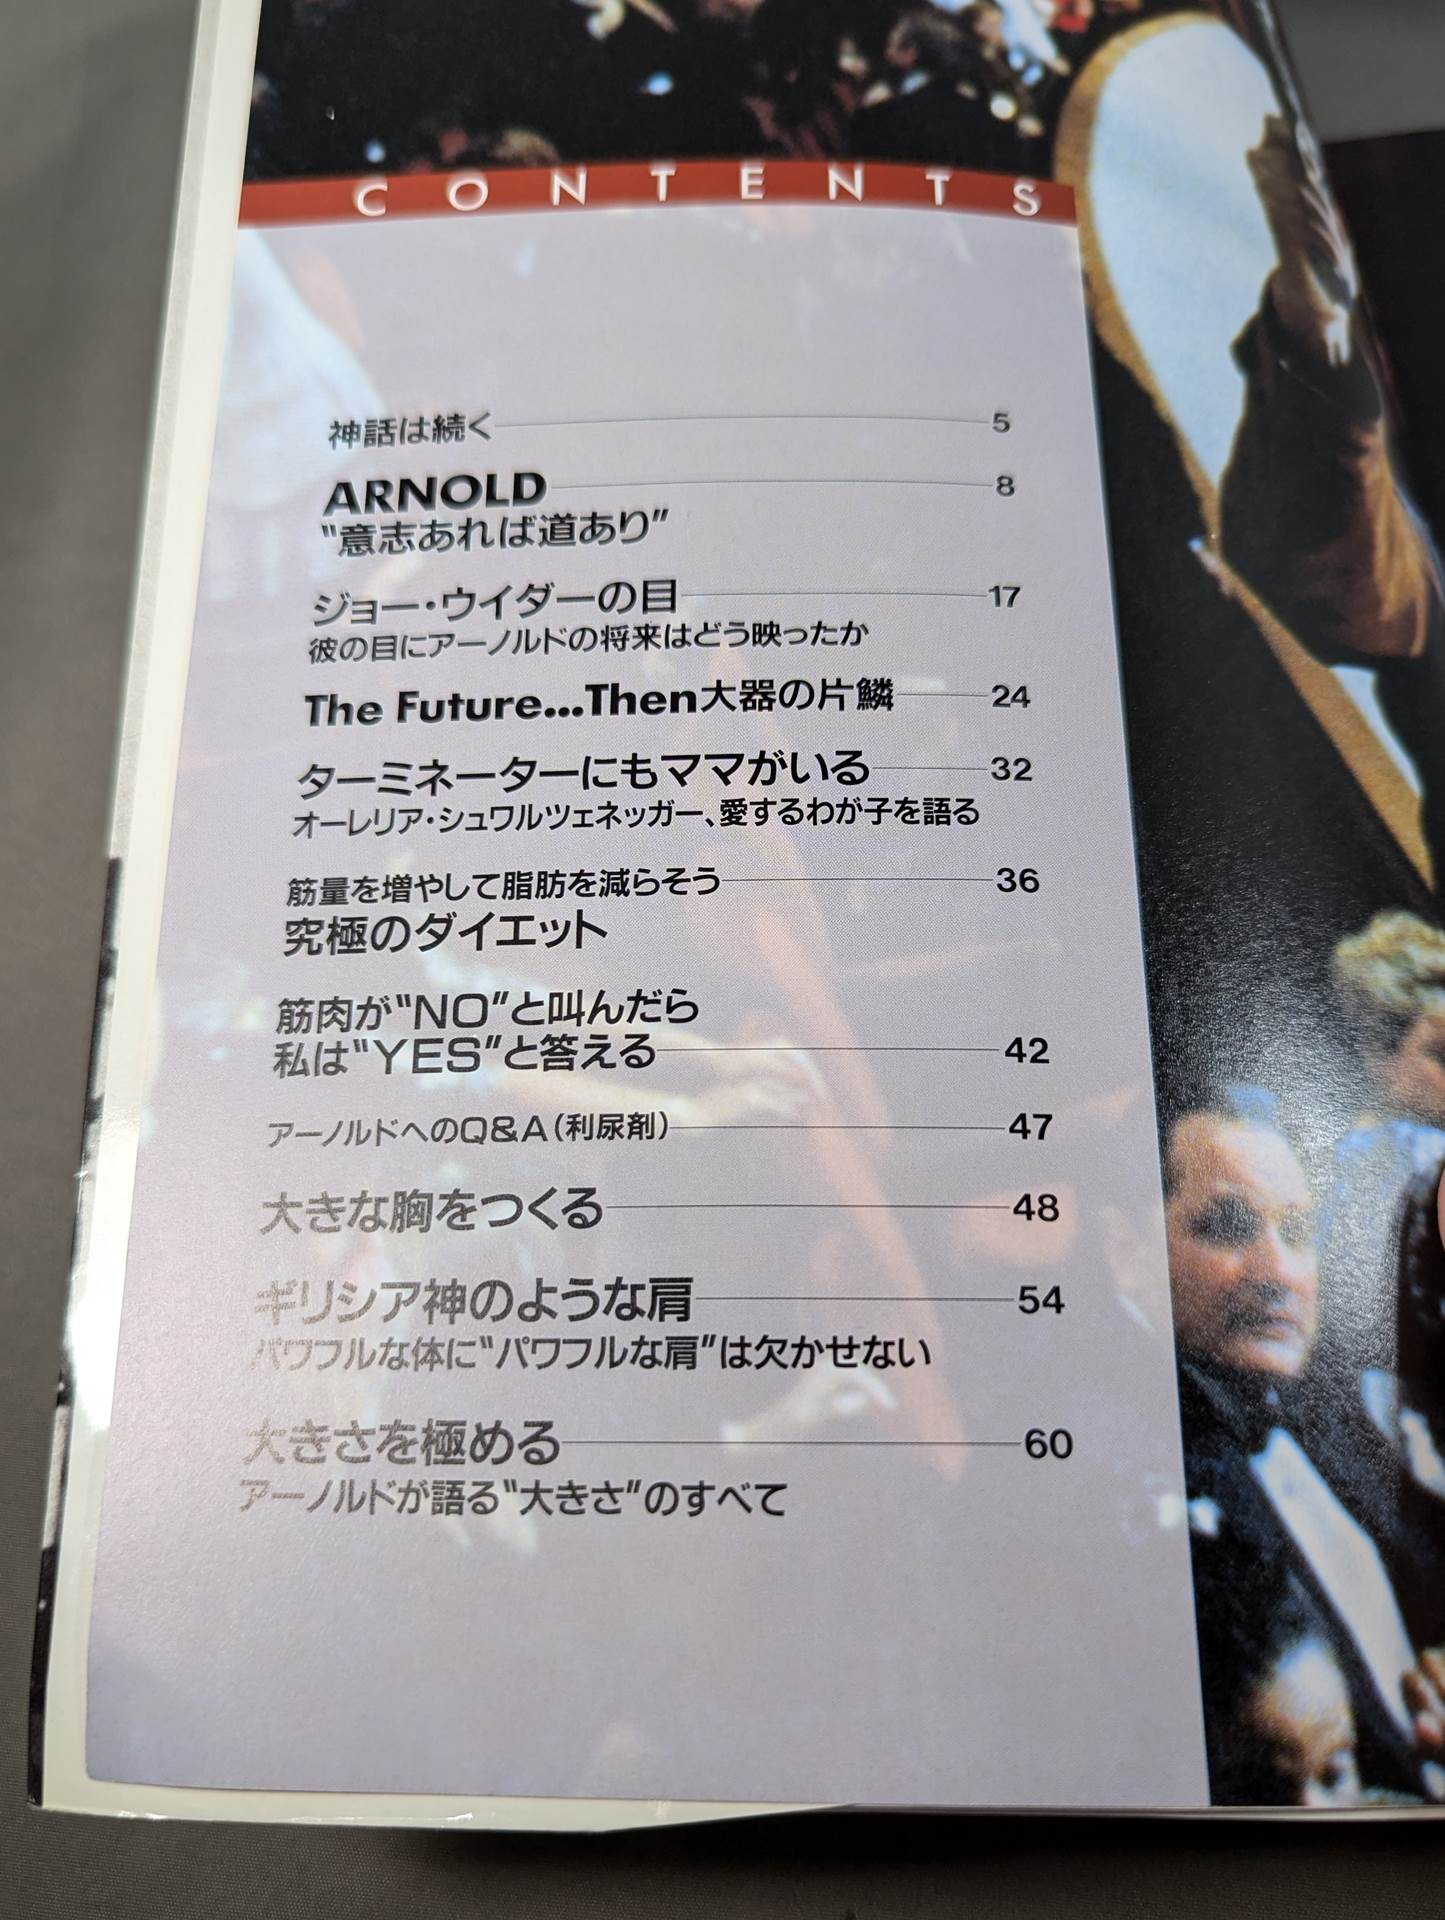 CONTENTS
神話は続く 5
ARNOLD 8
“意志あれば道あり”
ジョー・ウイダーの目 17
彼の目にアーノルドの将来はどう映ったか
The Future...Then大器の片鱗 24
ターミネーターにもママがいる 32
オーレリア・シュワルツェネッガー、愛するわが子を語る
筋量を増やして脂肪を減らそう 36
究極のダイエット
筋肉が“NO”と叫んだら
私は“YES”と答える 42
アーノルドへのQ&A(利尿剤) 47
大きな胸をつくる 48
ギリシア神のような肩 54
パワフルな体に“パワフルな肩”は欠かせない
大きさを極める 60
アーノルドが語る“大きさ”のすべて